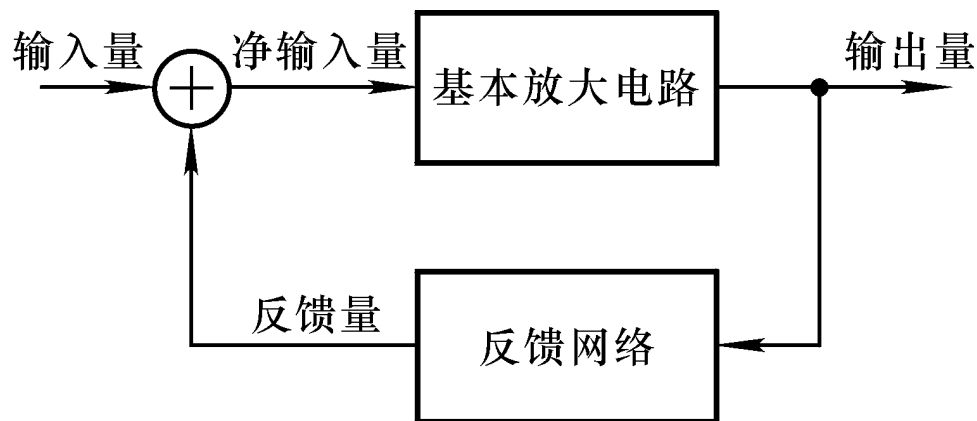 输入量
净输入量
基本放大电路
输出量
反馈量
反馈网络